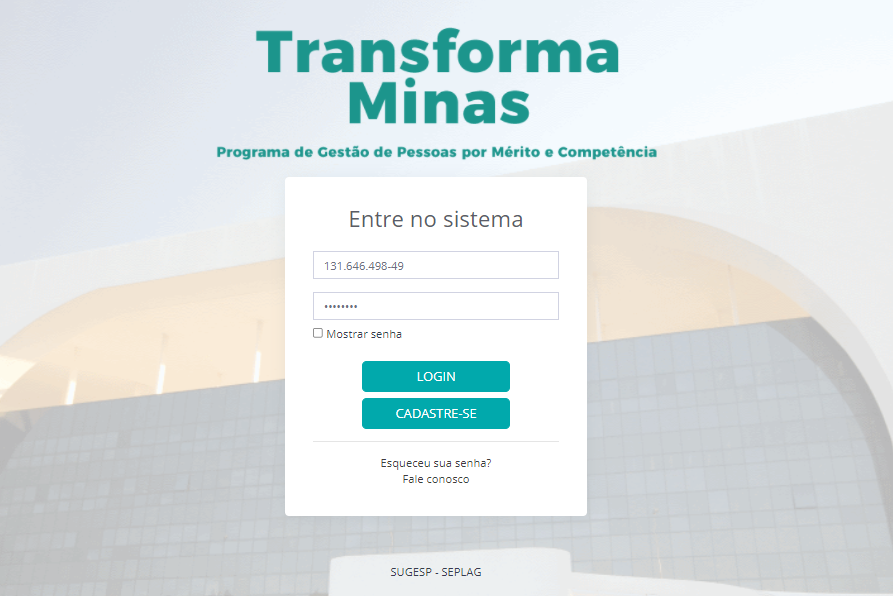 Transforma
Minas
Programa de Gestão de Pessoas por Mérito e Competência
Entre no sistema
131.646.498-49
••••••••
Mostrar senha
LOGIN
CADASTRE-SE
Esqueceu sua senha?
Fale conosco
SUGESP - SEPLAG